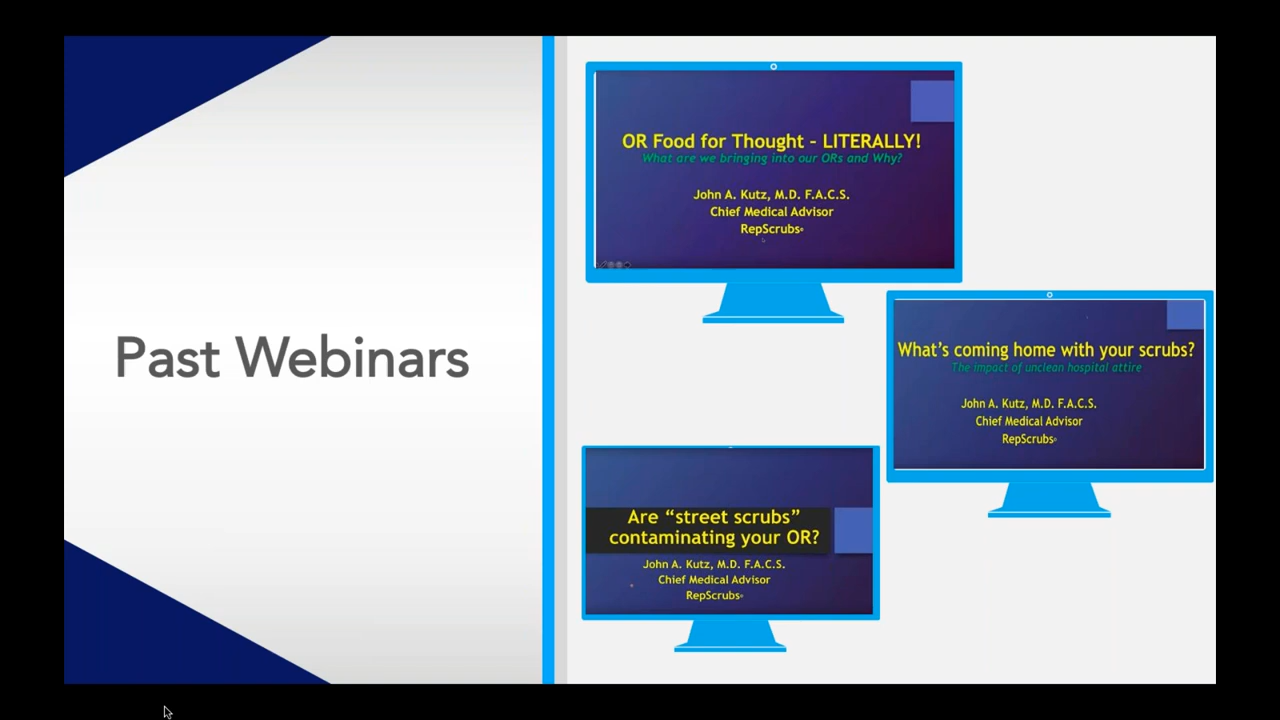 Past Webinars
OR Food for Thought - LITERALLY!
What are we bringing into our ORs and Why?
John A. Kutz, M.D. F.A.C.S.
Chief Medical Advisor
RepScrubs
What's coming home with your scrubs?
The impact of unclean hospital attire
John A. Kutz, M.D. F.A.C.S.
Chief Medical Advisor
RepScrubs
Are “street scrubs”
contaminating your OR?
John A. Kutz, M.D. F.A.C.S.
Chief Medical Advisor
RepScrubs